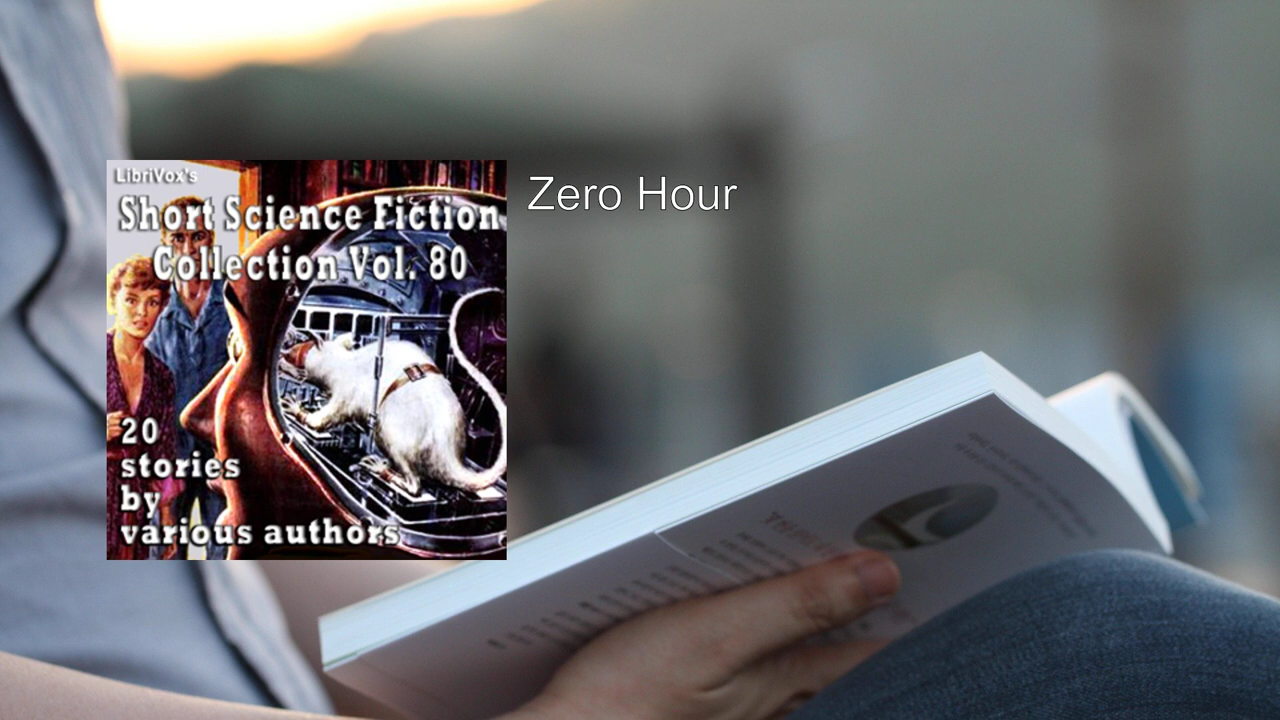 LibriVox's
Short Science Fiction
Collection Vol. 80
20
stories
by
various authors
Zero Hour